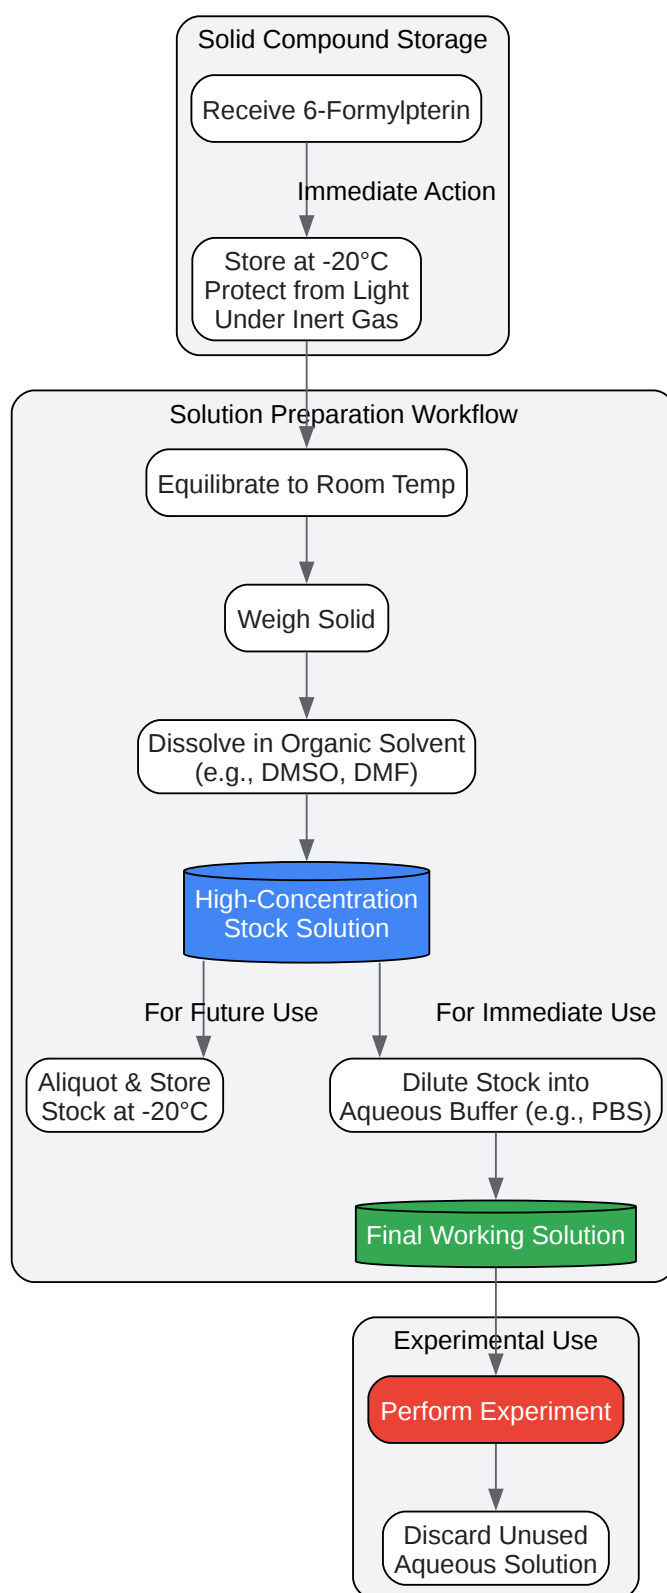 Solid Compound Storage
Receive 6-Formylpterin
Immediate Action
Store at -20°C
Protect from Light
Under Inert Gas
Solution Preparation Workflow
Equilibrate to Room Temp
Weigh Solid
Dissolve in Organic Solvent
(e.g., DMSO, DMF)
High-Concentration
Stock Solution
For Future Use
For Immediate Use
Aliquot & Store
Stock at -20°C
Dilute Stock into
Aqueous Buffer (e.g., PBS)
Final Working Solution
Experimental Use
Perform Experiment
Discard Unused
Aqueous Solution